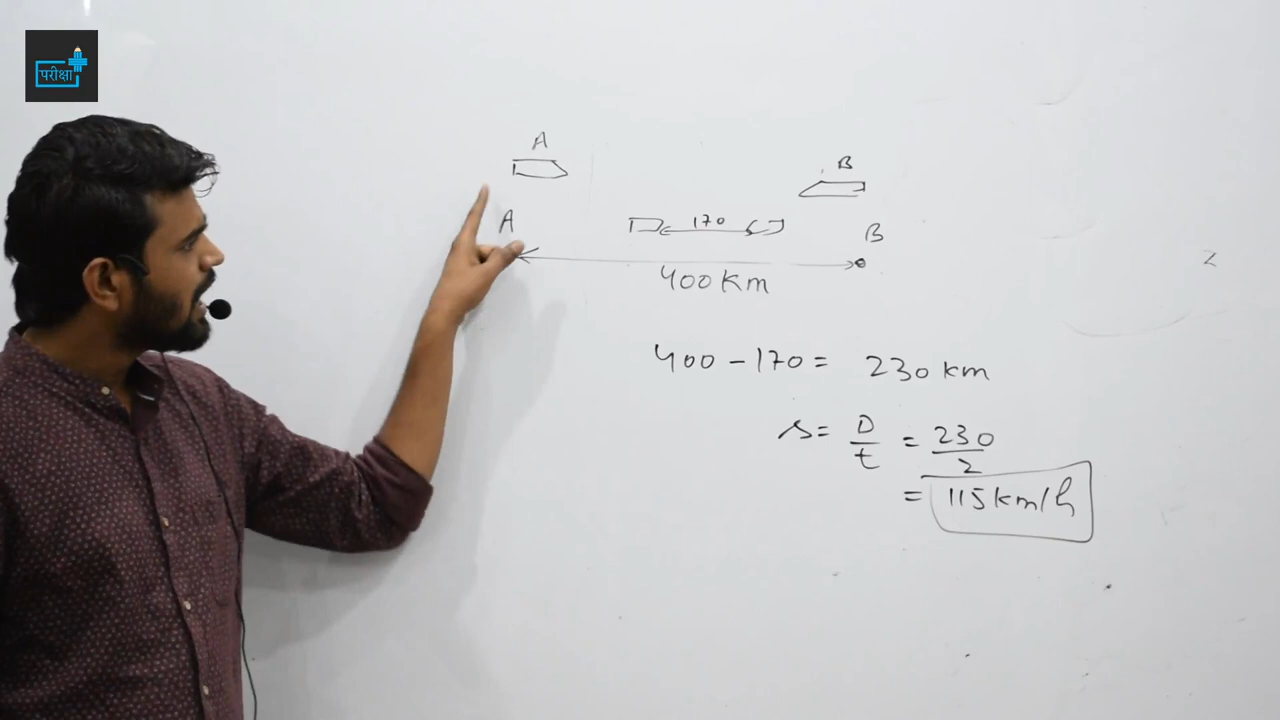 परीक्षा
A
B
A
170
B
400 km
400 - 170 = 230 km
s = D/t = 230/2
= 115 km/h